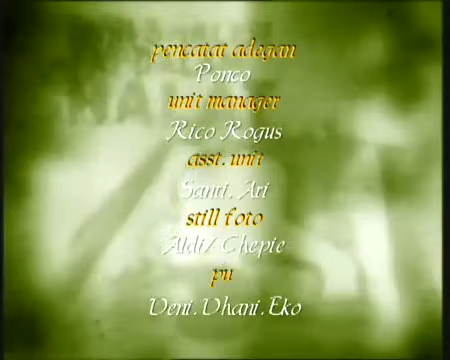 pencatat adegan
Ponco
unit manager
Rico Rogus
asst. unit
Santi. Ari
still foto
Aldi/Chepie
pu
Veni.Vhani.Eko